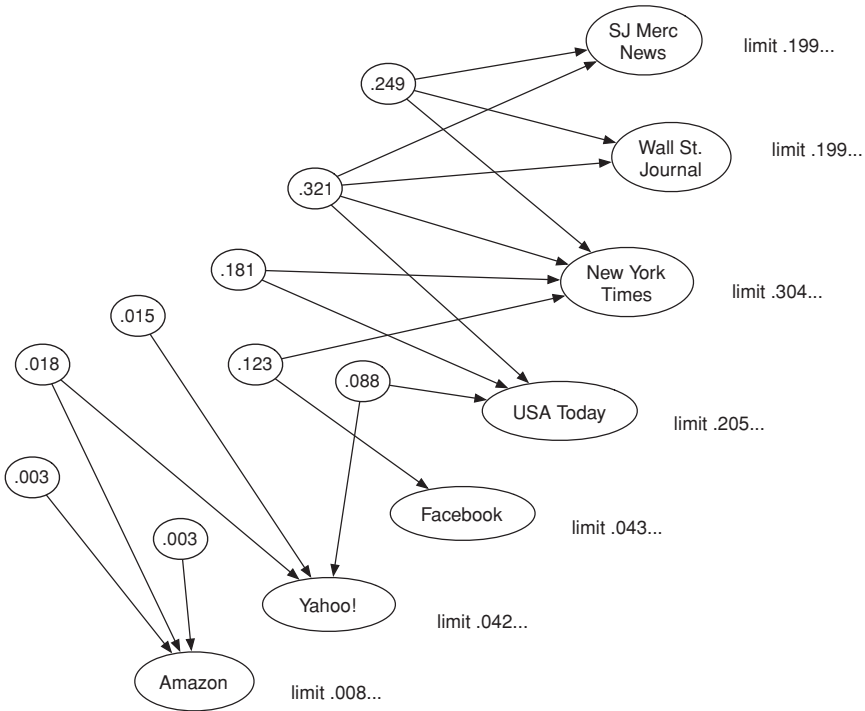 SJ Merc
News
limit .199...
.249
Wall St.
Journal
limit .199...
.321
.181
New York
Times
limit .304...
.015
.018
.123
.088
USA Today
limit .205...
.003
Facebook
limit .043...
.003
Yahoo!
limit .042...
Amazon
limit .008...